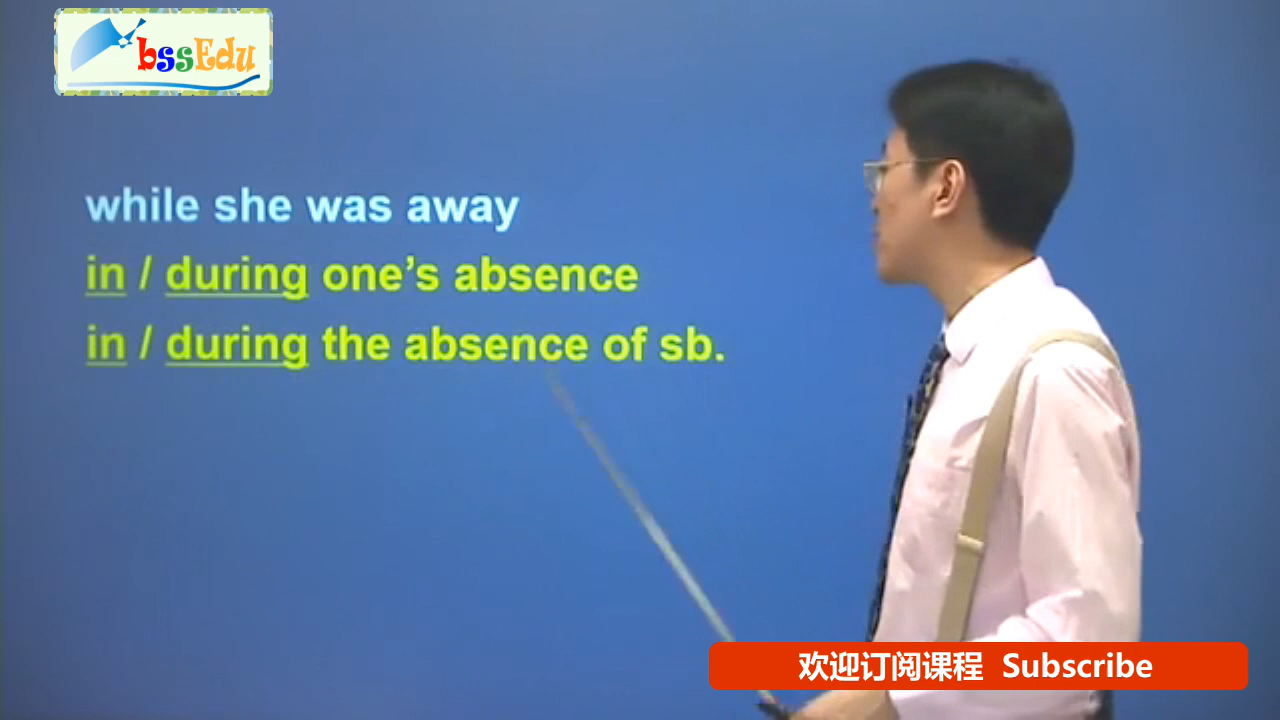 bssEdu
while she was away
in / during one’s absence
in / during the absence of sb.
欢迎订阅课程 Subscribe